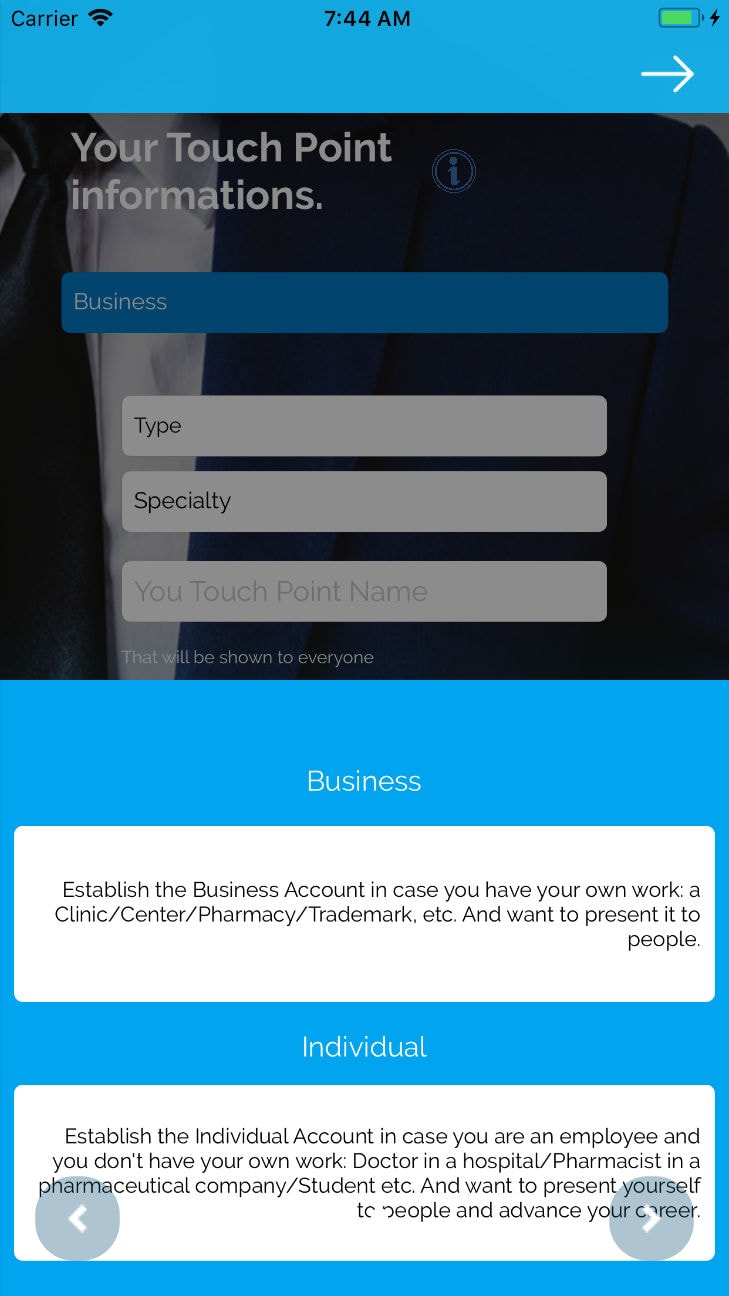 Carrier
7:44 AM
Your Touch Point
informations.
Business
Type
Specialty
You Touch Point Name
That will be shown to everyone
Business
Establish the Business Account in case you have your own work: a
Clinic/Center/Pharmacy/Trademark, etc. And want to present it to
people.
Individual
Establish the Individual Account in case you are an employee and
you don't have your own work: Doctor in a hospital/Pharmacist in a
pharmaceutical company/Student etc. And want to present yourself
to people and advance your career.